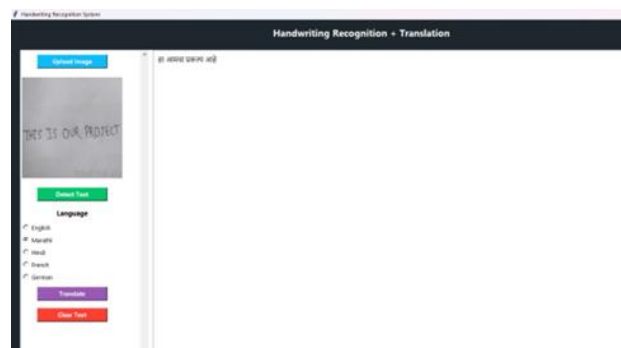 Handwriting Recognition System
Handwriting Recognition + Translation
Upload Image
हा आमचा प्रकल्प आहे
THIS IS OUR PROJECT
Detect Text
Language
English
Marathi
Hindi
French
German
Translate
Clear Text